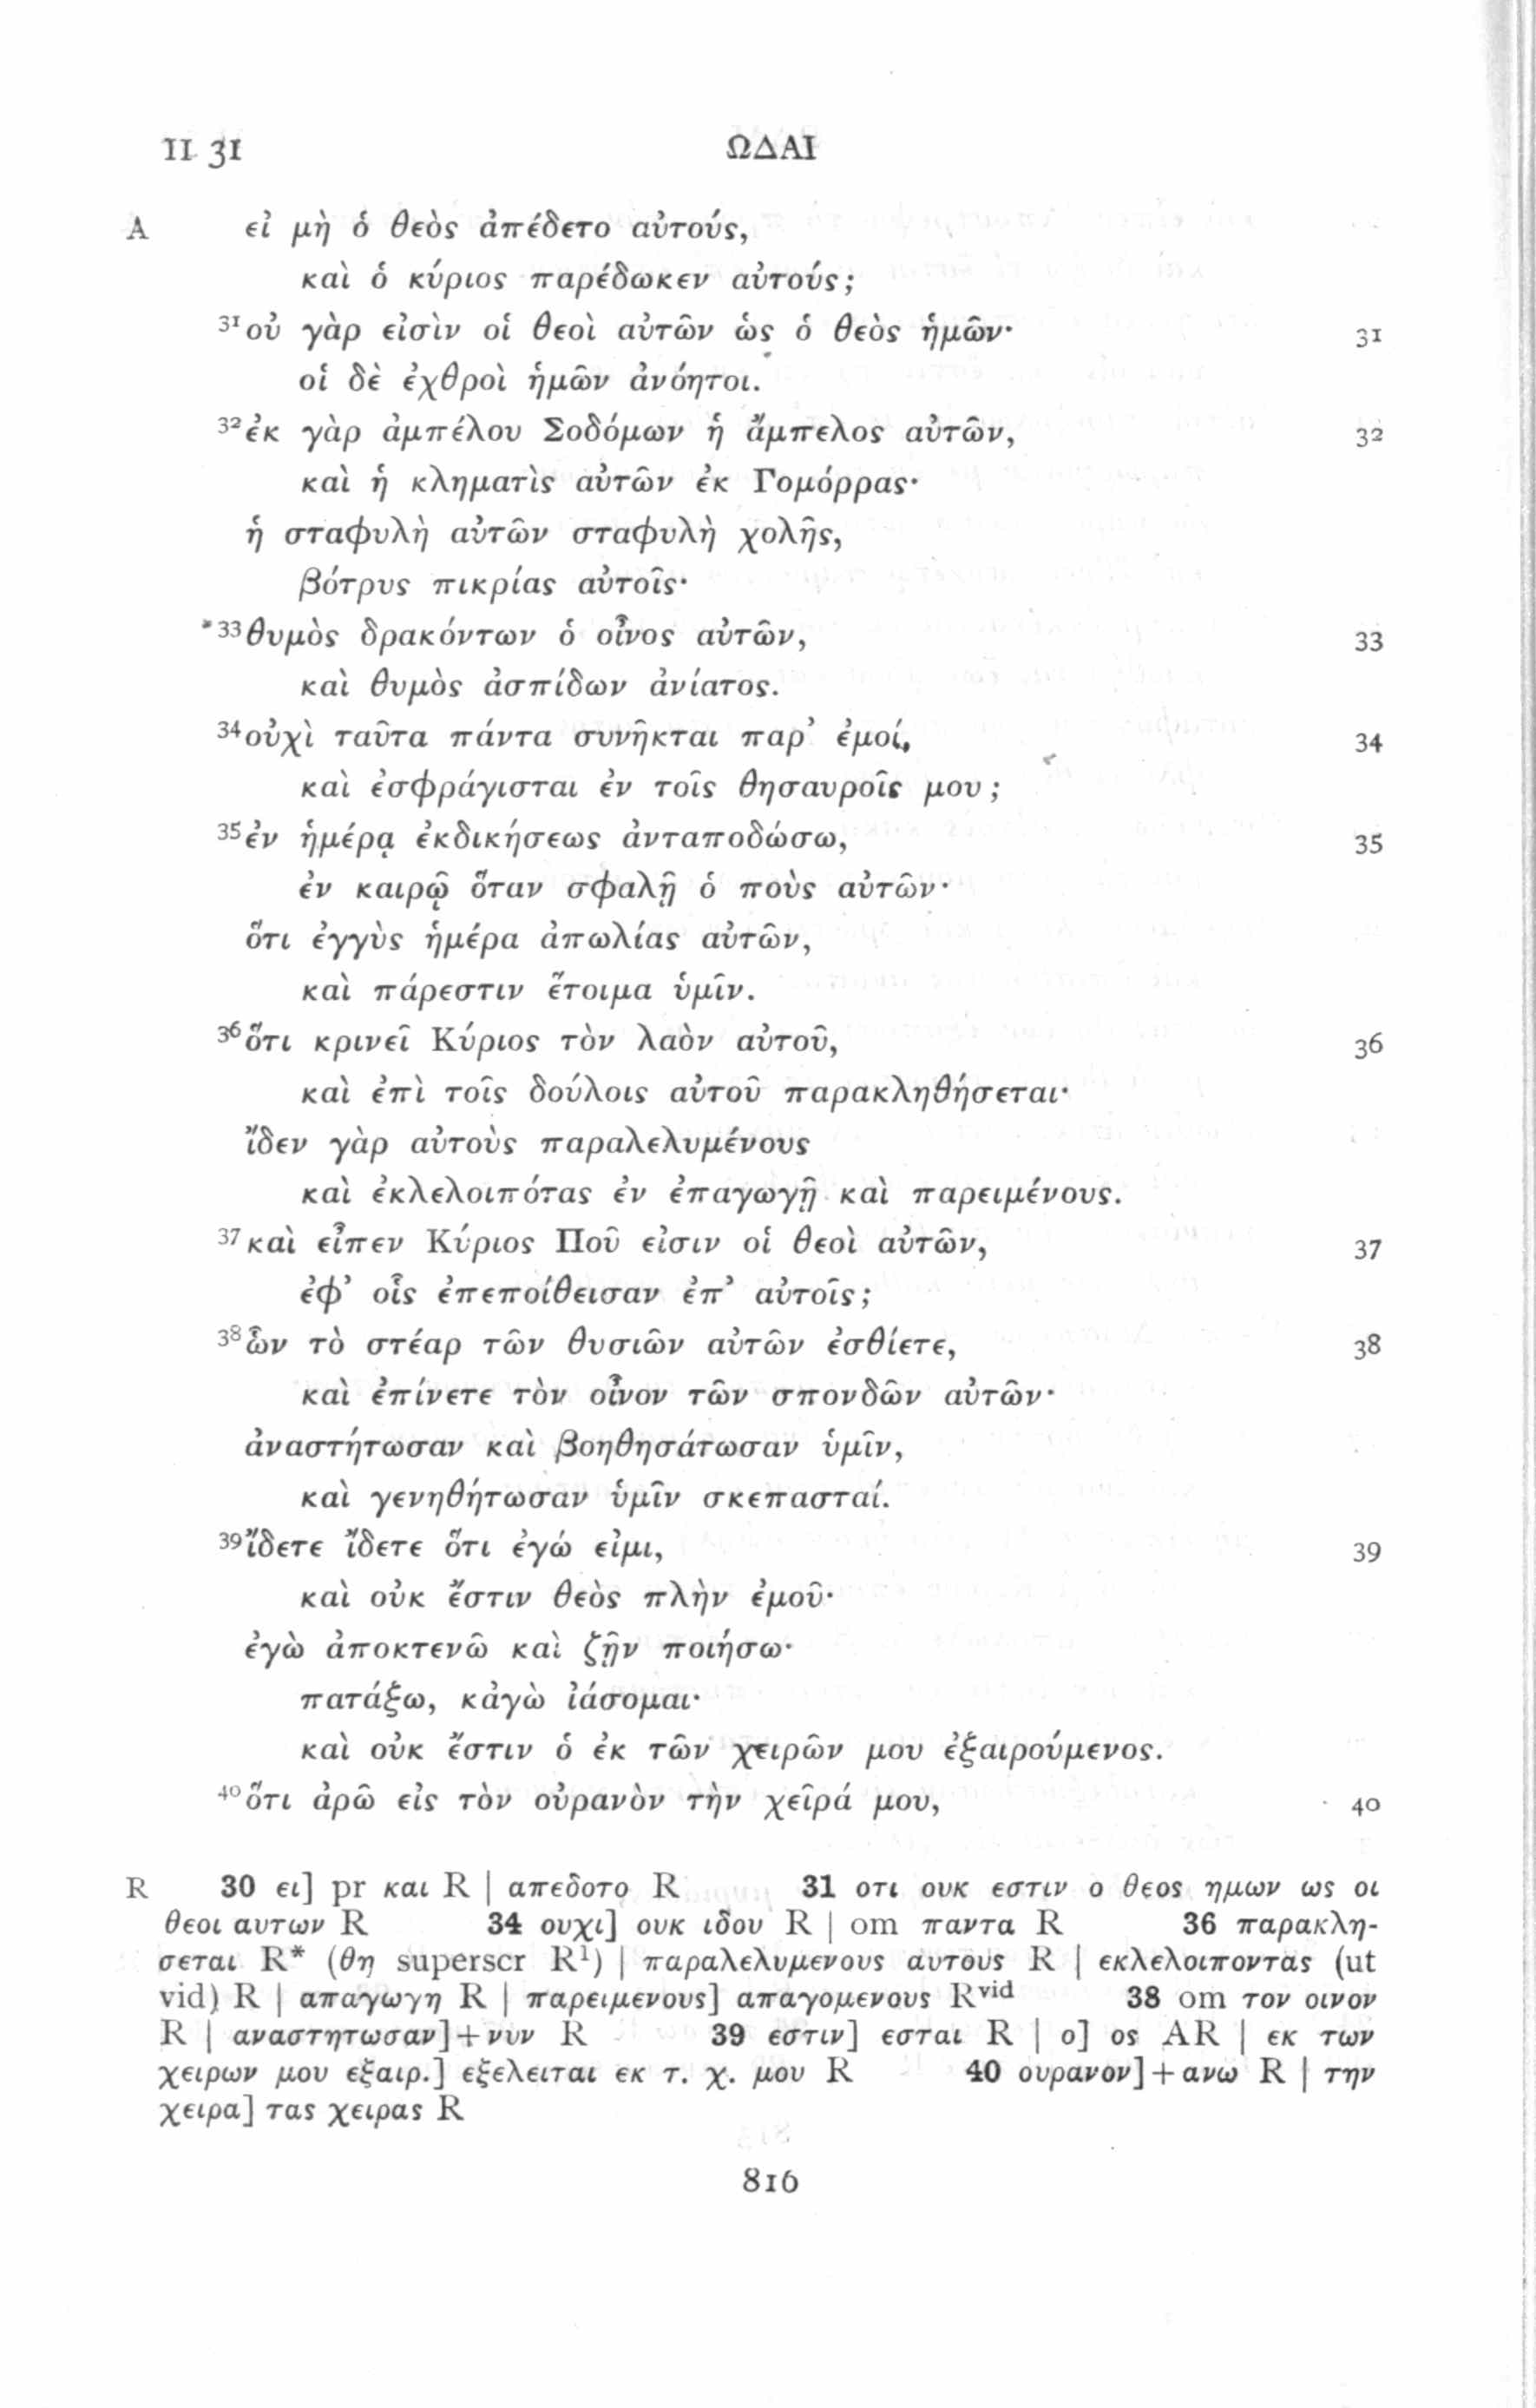 II 31 ΩΔΑΙ
A εἰ μὴ ὁ θεὸς ἀπέδετο αὐτούς,
καὶ ὁ κύριος παρέδωκεν αὐτούς;
31 οὐ γὰρ εἰσὶν οἱ θεοὶ αὐτῶν ὡς ὁ θεὸς ἡμῶν· 31
οἱ δὲ ἐχθροὶ ἡμῶν ἀνόητοι.
32 ἐκ γὰρ ἀμπέλου Σοδόμων ἡ ἄμπελος αὐτῶν, 32
καὶ ἡ κληματὶς αὐτῶν ἐκ Γομόρρας·
ἡ σταφυλὴ αὐτῶν σταφυλὴ χολῆς,
βότρυς πικρίας αὐτοῖς·
33 θυμὸς δρακόντων ὁ οἶνος αὐτῶν, 33
καὶ θυμὸς ἀσπίδων ἀνίατος.
34 οὐχὶ ταῦτα πάντα συνῆκται παρ’ ἐμοί, 34
καὶ ἐσφράγισται ἐν τοῖς θησαυροῖς μου;
35 ἐν ἡμέρᾳ ἐκδικήσεως ἀνταποδώσω, 35
ἐν καιρῷ ὅταν σφαλῇ ὁ ποὺς αὐτῶν·
ὅτι ἐγγὺς ἡμέρα ἀπωλίας αὐτῶν,
καὶ πάρεστιν ἕτοιμα ὑμῖν.
36 ὅτι κρινεῖ Κύριος τὸν λαὸν αὐτοῦ, 36
καὶ ἐπὶ τοῖς δούλοις αὐτοῦ παρακληθήσεται·
ἴδεν γὰρ αὐτοὺς παραλελυμένους
καὶ ἐκλελοιπότας ἐν ἐπαγωγῇ καὶ παρειμένους.
37 καὶ εἶπεν Κύριος Ποῦ εἰσιν οἱ θεοὶ αὐτῶν, 37
ἐφ’ οἷς ἐπεποίθεισαν ἐπ’ αὐτοῖς;
38 ὧν τὸ στέαρ τῶν θυσιῶν αὐτῶν ἐσθίετε, 38
καὶ ἐπίνετε τὸν οἶνον τῶν σπονδῶν αὐτῶν·
ἀναστήτωσαν καὶ βοηθησάτωσαν ὑμῖν,
καὶ γενηθήτωσαν ὑμῖν σκεπασταί.
39 ἴδετε ἴδετε ὅτι ἐγώ εἰμι, 39
καὶ οὐκ ἔστιν θεὸς πλὴν ἐμοῦ·
ἐγὼ ἀποκτενῶ καὶ ζῇν ποιήσω·
πατάξω, κἀγὼ ἰάσομαι·
καὶ οὐκ ἔστιν ὁ ἐκ τῶν χειρῶν μου ἐξαιρούμενος.
40 ὅτι ἀρῶ εἰς τὸν οὐρανὸν τὴν χεῖρά μου, 40
R 30 ει] pr και R | απεδοτο R 31 οτι ουκ εστιν ο θεος ημων ως οι
θεοι αυτων R 34 ουχι] ουκ ιδου R | om παντα R 36 παρακλη-
σεται R* (θη superscr R¹) | παραλελυμενους αυτους R | εκλελοιποντας (ut
vid) R | απαγωγη R | παρειμενους] απαγομενους Rvid 38 om τον οινον
R | αναστητωσαν]+νυν R 39 εστιν] εσται R | ο] ος AR | εκ των
χειρων μου εξαιρ.] εξελειται εκ τ. χ. μου R 40 ουρανον]+ανω R | την
χειρα] τας χειρας R
816